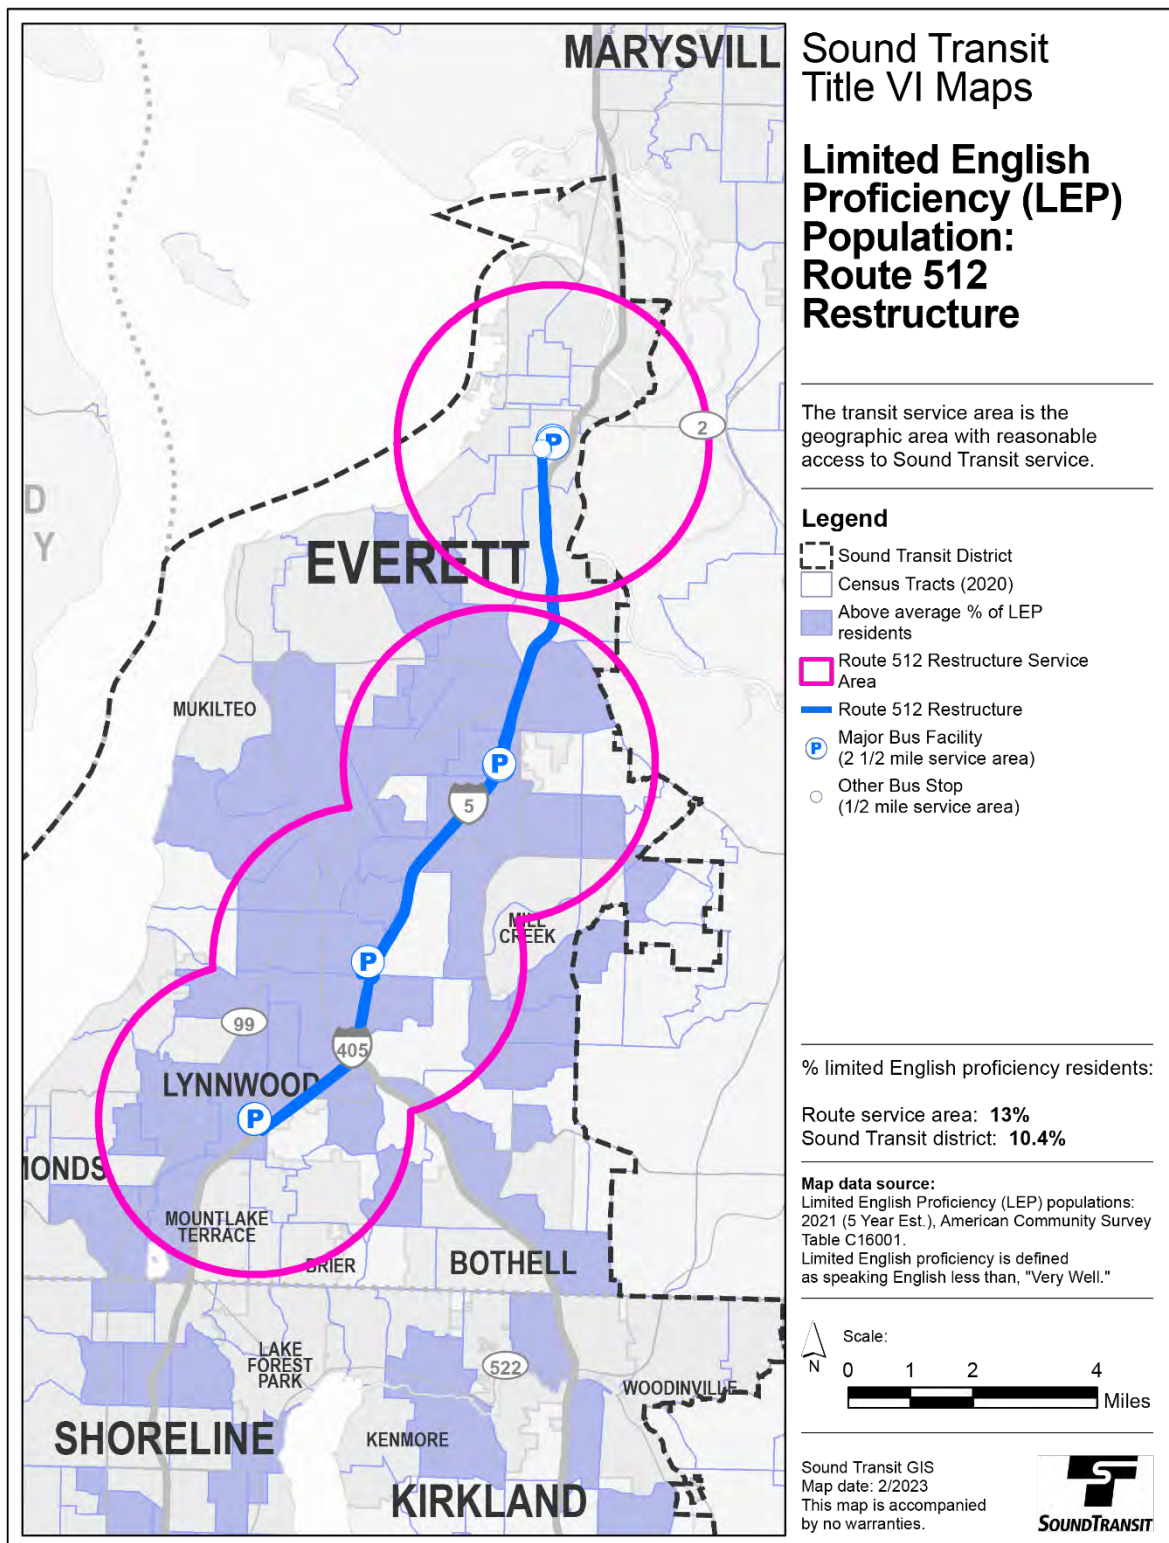 MARYSVILL
2
D
Y
EVERETT
MUKILTEO
P
P
5
MILL
CREEK
P
99
405
LYNNWOOD
P
MONDS
MOUNTLAKE
TERRACE
BRIER
BOTHELL
LAKE
FOREST
PARK
522
WOODINVILLE
SHORELINE
KENMORE
KIRKLAND
Sound Transit
Title VI Maps
Limited English
Proficiency (LEP)
Population:
Route 512
Restructure
The transit service area is the
geographic area with reasonable
access to Sound Transit service.
Legend
Sound Transit District
Census Tracts (2020)
Above average % of LEP
residents
Route 512 Restructure Service
Area
Route 512 Restructure
P
Major Bus Facility
(2 1/2 mile service area)
Other Bus Stop
(1/2 mile service area)
% limited English proficiency residents:
Route service area: 13%
Sound Transit district: 10.4%
Map data source:
Limited English Proficiency (LEP) populations:
2021 (5 Year Est.), American Community Survey
Table C16001.
Limited English proficiency is defined
as speaking English less than, "Very Well."
N
Scale:
0 1 2 4
Miles
Sound Transit GIS
Map date: 2/2023
This map is accompanied
by no warranties.
SOUNDTRANSIT